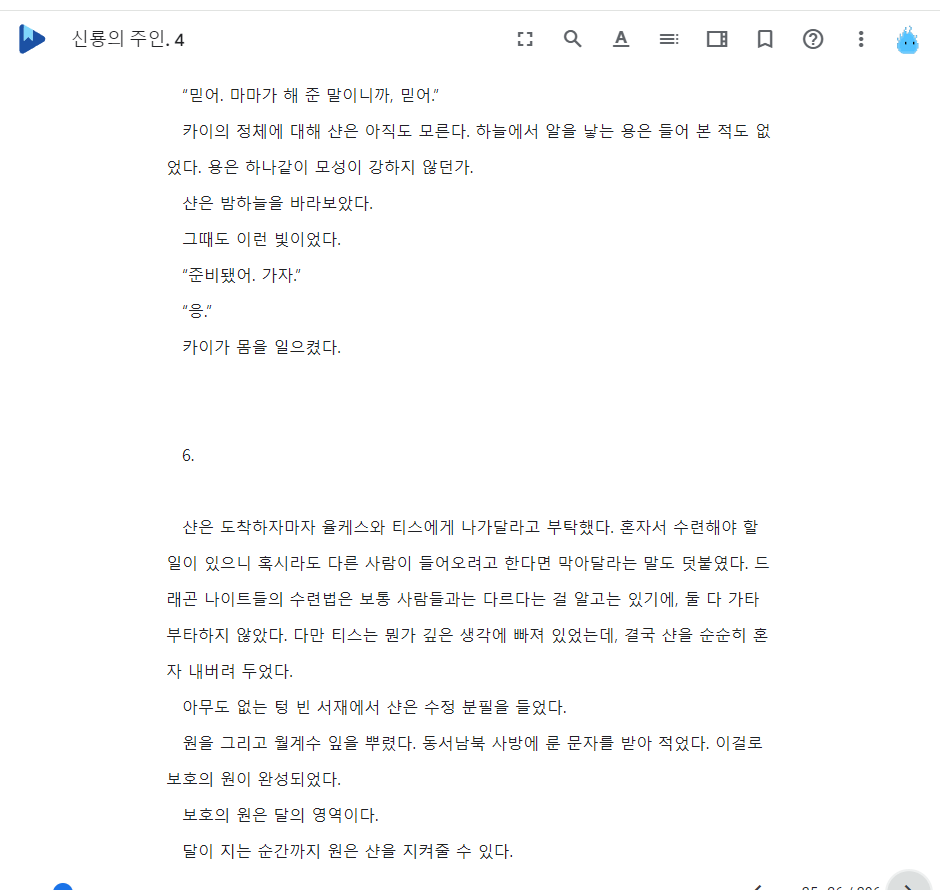 신룡의 주인. 4
“믿어. 마마가 해 준 말이니까, 믿어.”
카이의 정체에 대해 샨은 아직도 모른다. 하늘에서 알을 낳는 용은 들어 본 적도 없
었다. 용은 하나같이 모성이 강하지 않던가.
샨은 밤하늘을 바라보았다.
그때도 이런 빛이었다.
“준비됐어. 가자.”
“응.”
카이가 몸을 일으켰다.
6.
샨은 도착하자마자 율케스와 티스에게 나가달라고 부탁했다. 혼자서 수련해야 할
일이 있으니 혹시라도 다른 사람이 들어오려고 한다면 막아달라는 말도 덧붙였다. 드
래곤 나이트들의 수련법은 보통 사람들과는 다르다는 걸 알고는 있기에, 둘 다 가타
부타하지 않았다. 다만 티스는 뭔가 깊은 생각에 빠져 있었는데, 결국 샨을 순순히 혼
자 내버려 두었다.
아무도 없는 텅 빈 서재에서 샨은 수정 분필을 들었다.
원을 그리고 월계수 잎을 뿌렸다. 동서남북 사방에 룬 문자를 받아 적었다. 이걸로
보호의 원이 완성되었다.
보호의 원은 달의 영역이다.
달이 지는 순간까지 원은 샨을 지켜줄 수 있다.